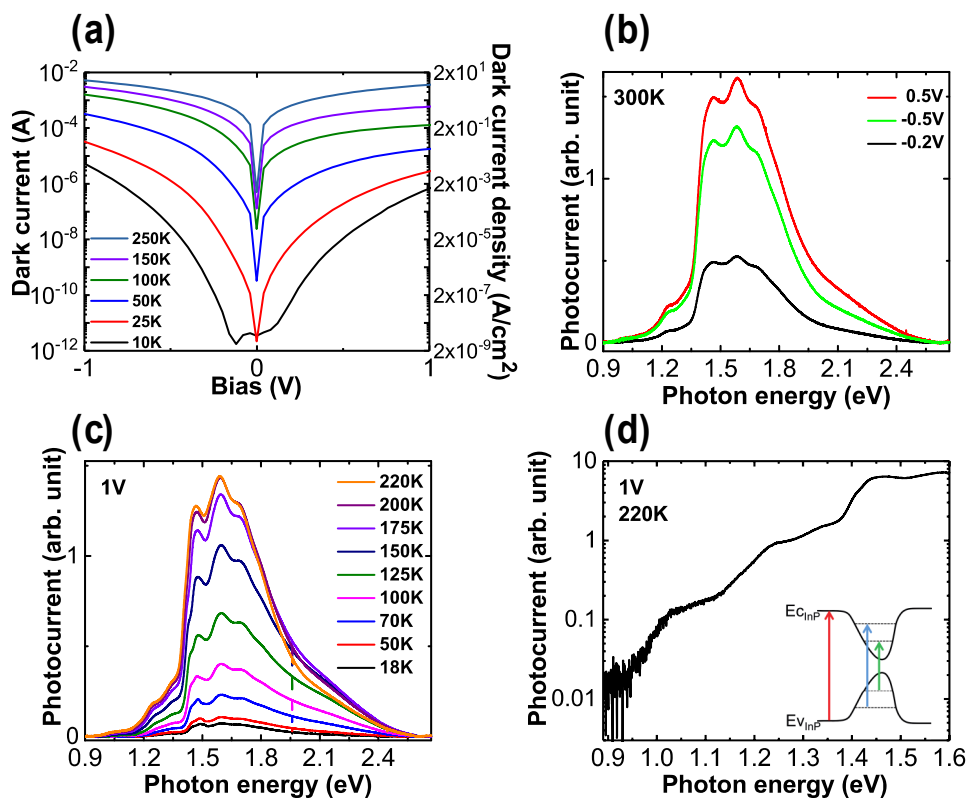 (a)
Dark current (A)
10⁻²
10⁻⁴
10⁻⁶
10⁻⁸
10⁻¹⁰
10⁻¹²
250K
150K
100K
50K
25K
10K
-1
0
1
Bias (V)
2x10¹
2x10⁻¹
2x10⁻³
2x10⁻⁵
2x10⁻⁷
2x10⁻⁹
Dark current density (A/cm²)
(b)
Photocurrent (arb. unit)
1
0
300K
0.5V
-0.5V
-0.2V
0.9
1.2
1.5
1.8
2.1
2.4
Photon energy (eV)
(c)
Photocurrent (arb. unit)
1
0
1V
220K
200K
175K
150K
125K
100K
70K
50K
18K
0.9
1.2
1.5
1.8
2.1
2.4
Photon energy (eV)
(d)
Photocurrent (arb. unit)
10
1
0.1
0.01
1V
220K
Ec_InP
Ev_InP
0.9
1.0
1.1
1.2
1.3
1.4
1.5
1.6
Photon energy (eV)